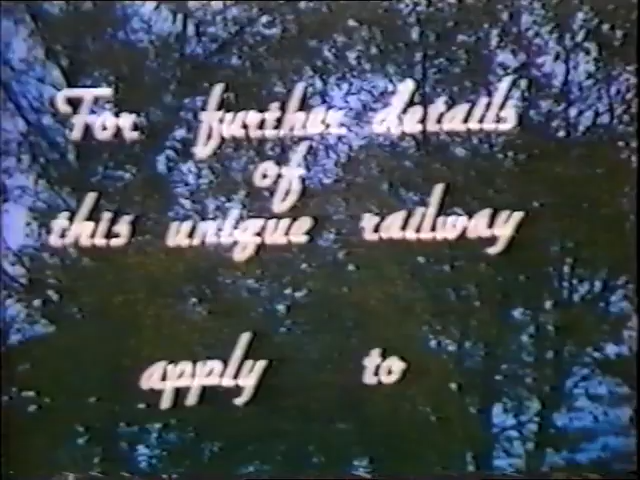 For further details
of
this unique railway
apply to